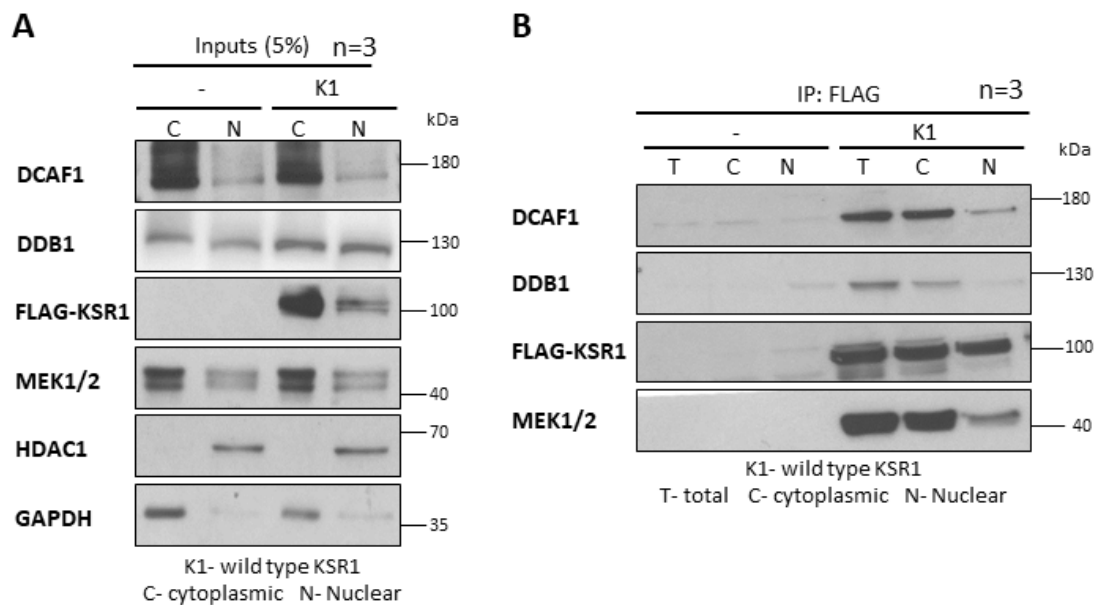 A
Inputs (5%) n=3
- K1
C N C N
kDa
DCAF1 180
DDB1 130
FLAG-KSR1 100
MEK1/2 40
HDAC1 70
GAPDH 35
K1- wild type KSR1
C- cytoplasmic N- Nuclear
B
IP: FLAG n=3
- K1
T C N T C N
kDa
DCAF1 180
DDB1 130
FLAG-KSR1 100
MEK1/2 40
K1- wild type KSR1
T- total C- cytoplasmic N- Nuclear